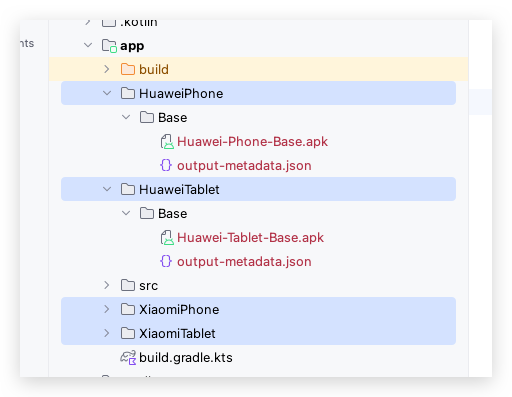 .kotlin
nts
app
build
HuaweiPhone
Base
Huawei-Phone-Base.apk
output-metadata.json
HuaweiTablet
Base
Huawei-Tablet-Base.apk
output-metadata.json
src
XiaomiPhone
XiaomiTablet
build.gradle.kts